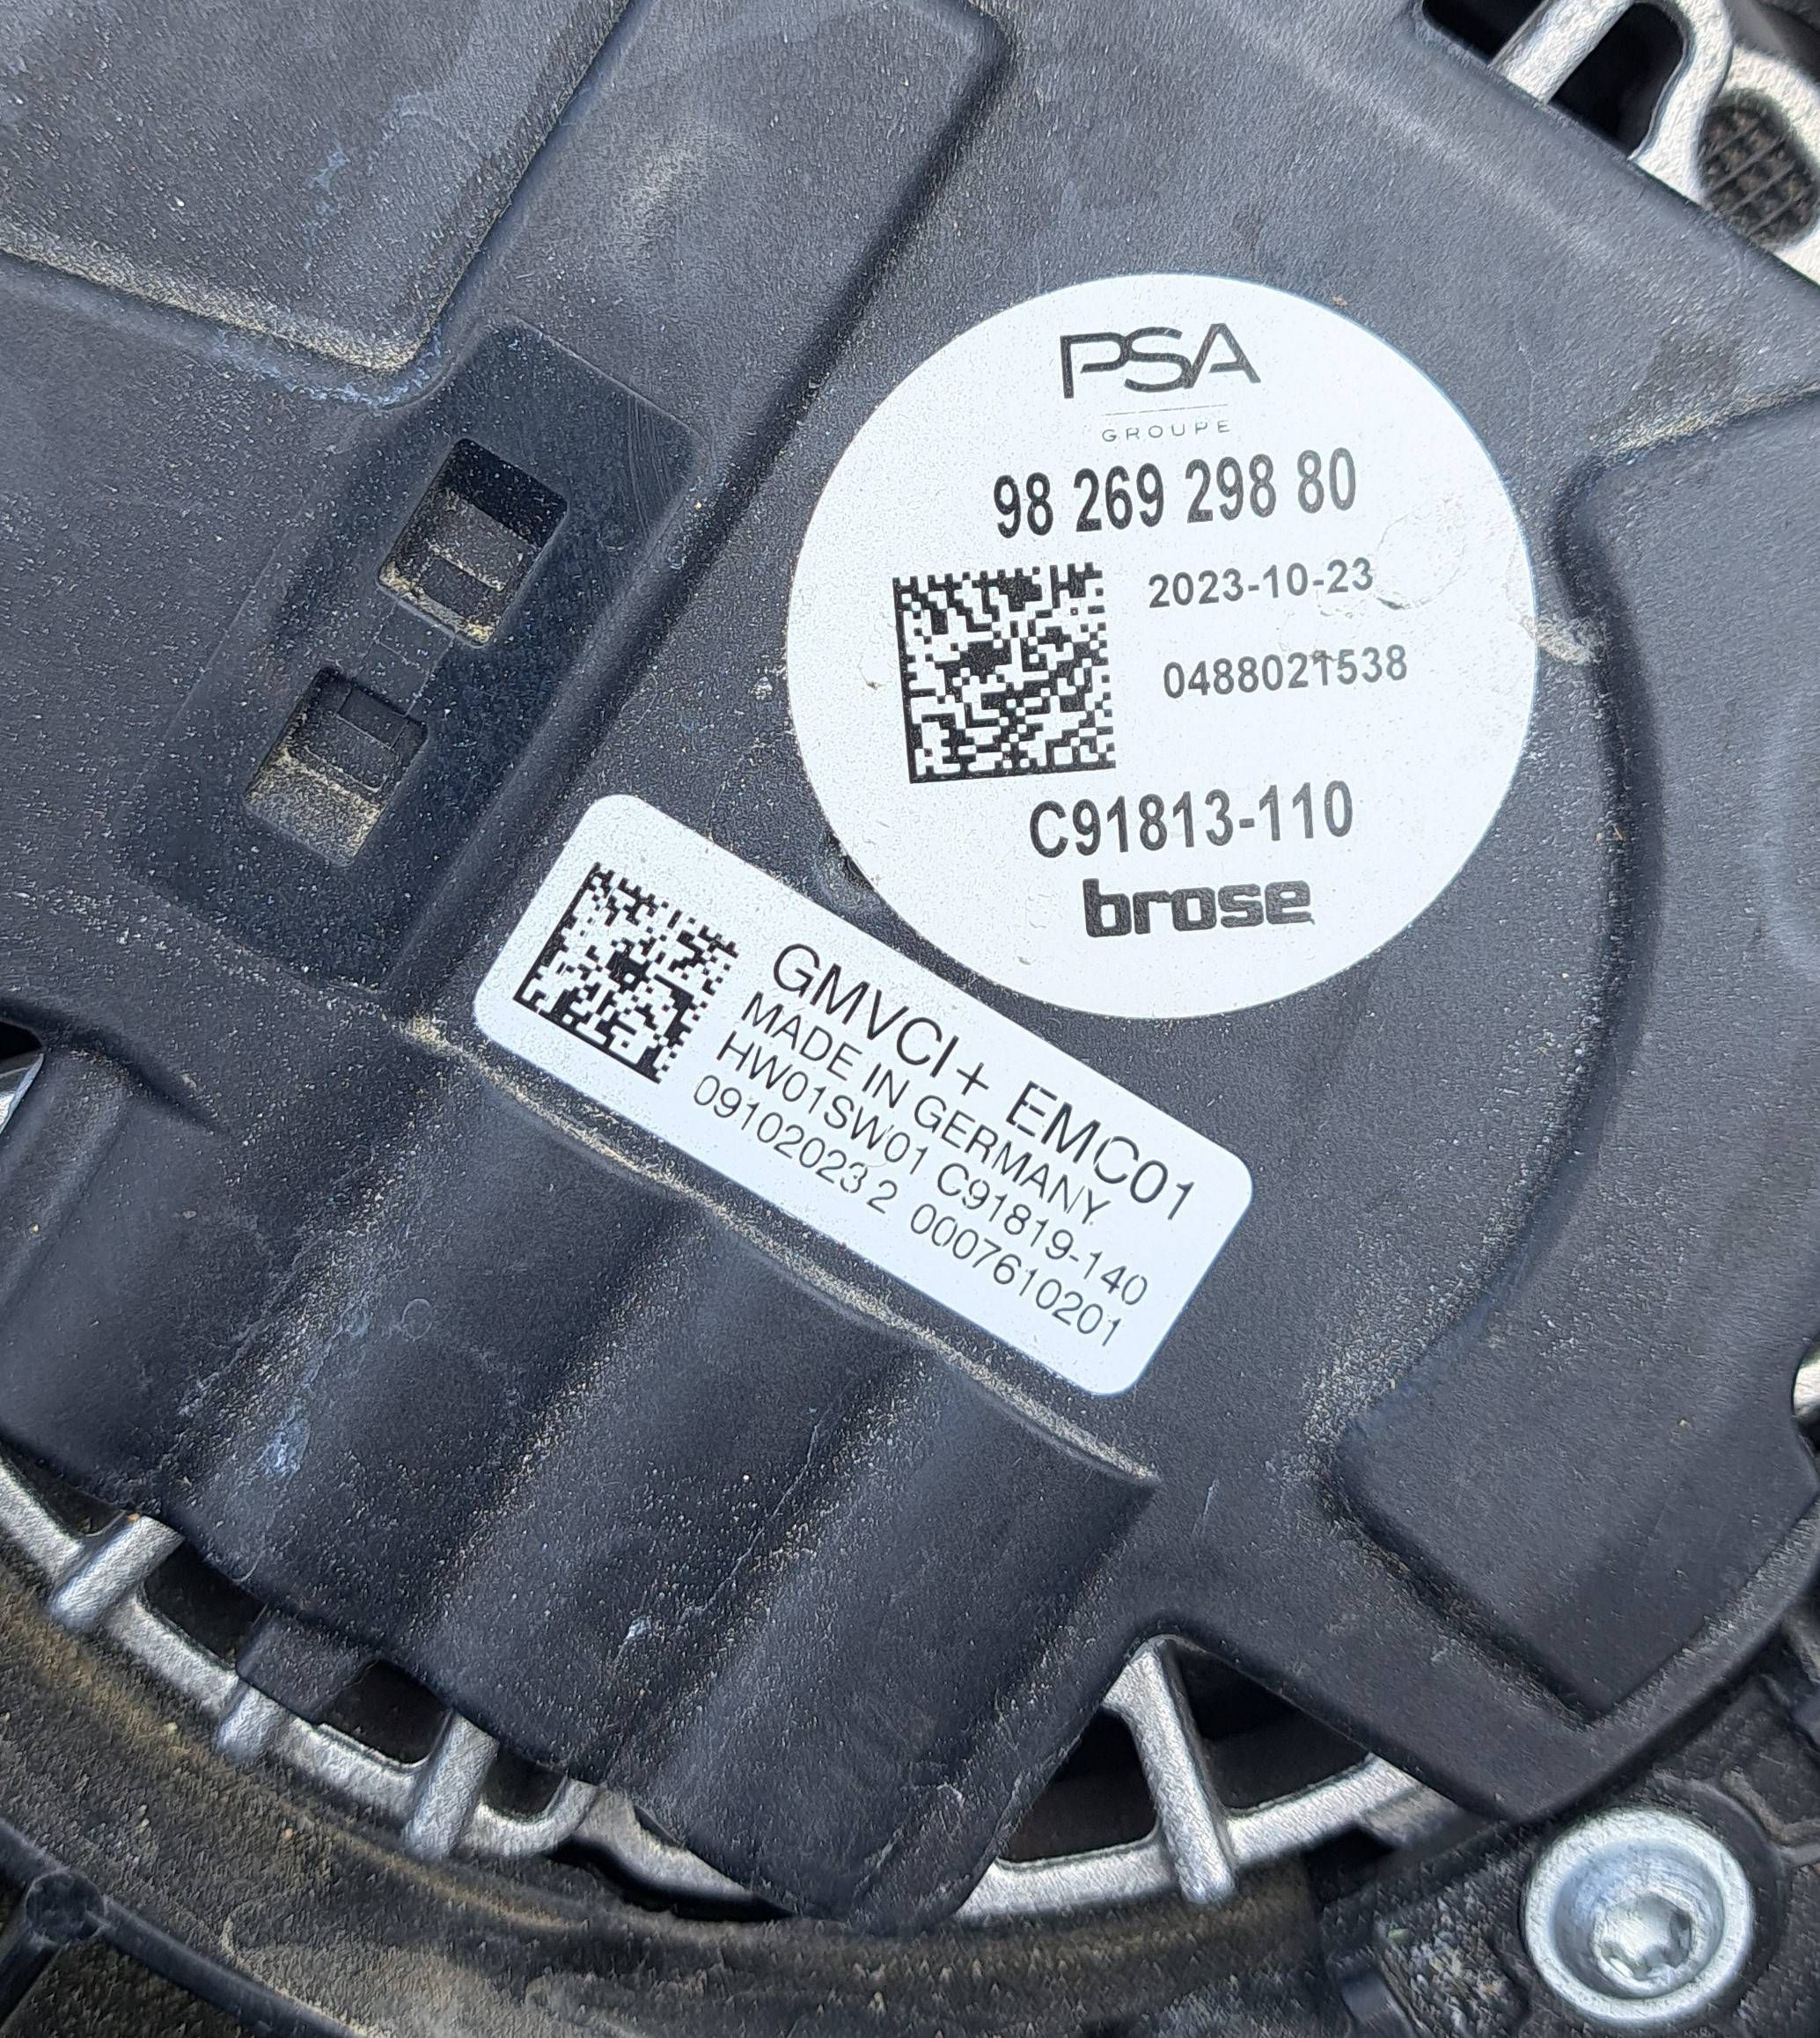 PSA
GROUPE
98 269 298 80
2023-10-23
0488021538
C91813-110
brose
GMVCI+ EMC01
MADE IN GERMANY
HW01SW01 C91819-140
09102023 2 0007610201